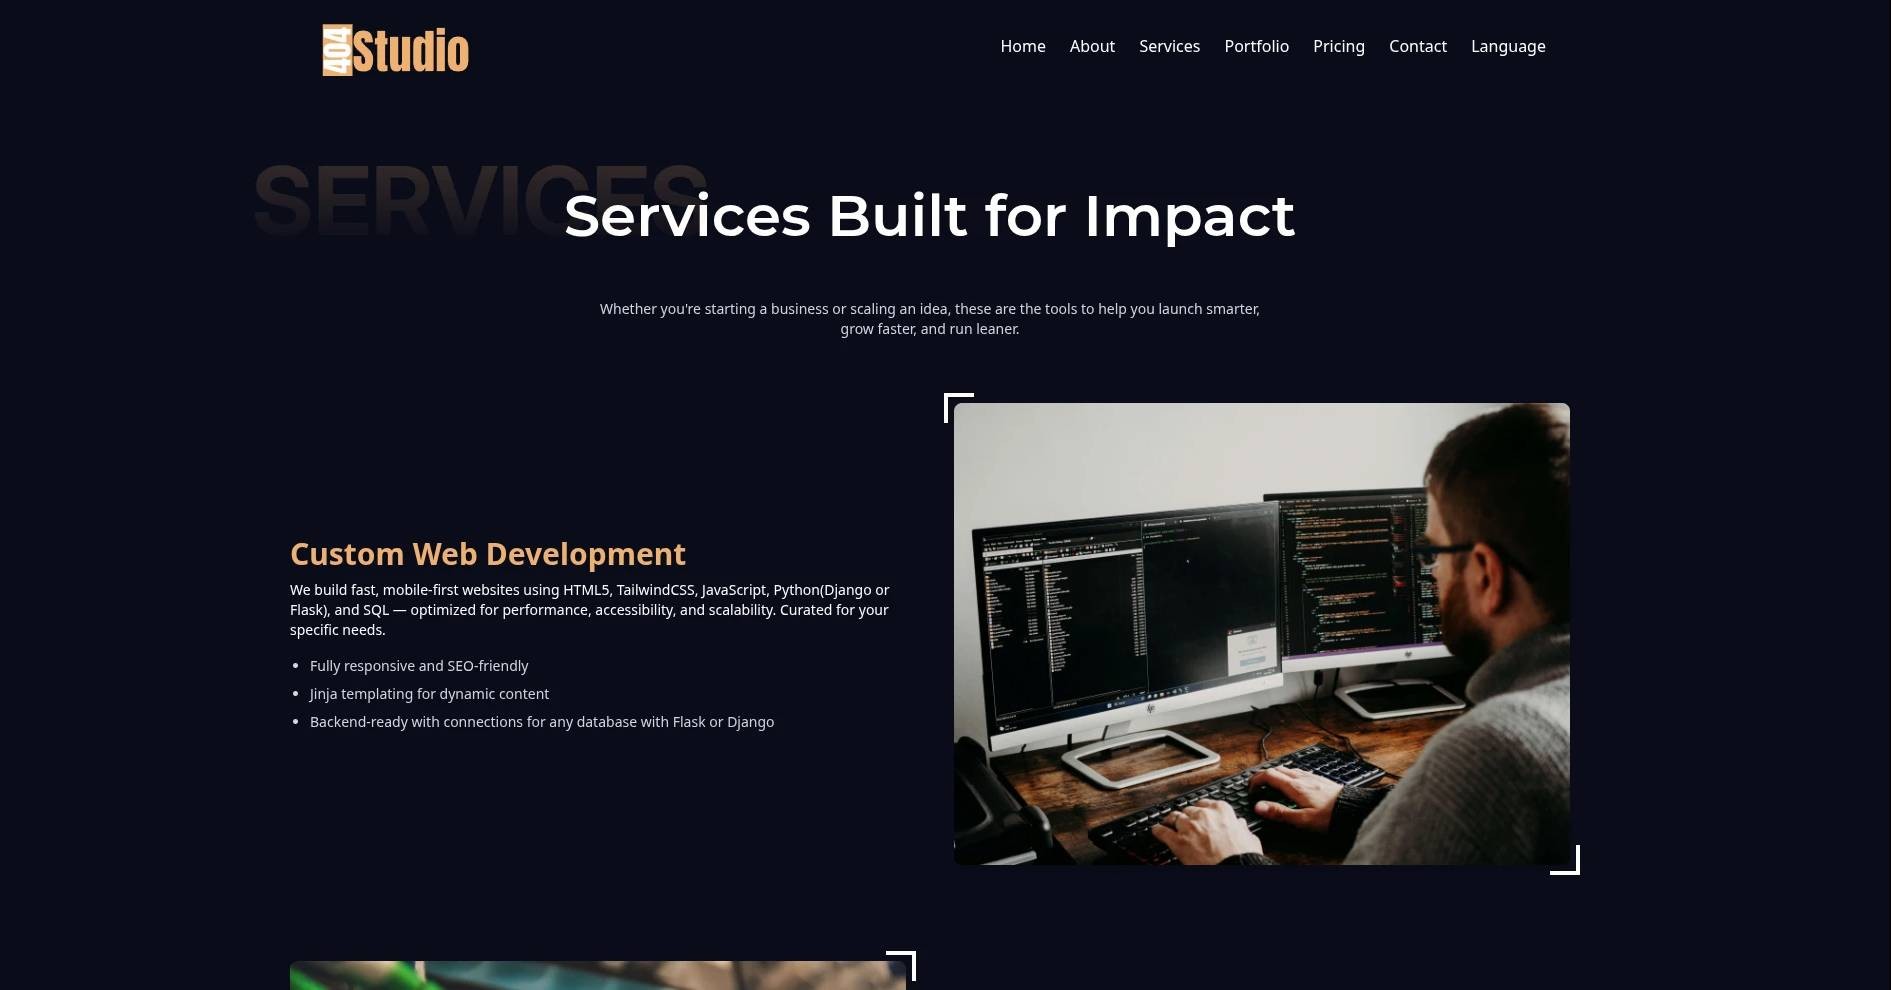 404 Studio
Home About Services Portfolio Pricing Contact Language
SERVICES
Services Built for Impact
Whether you're starting a business or scaling an idea, these are the tools to help you launch smarter,
grow faster, and run leaner.
Custom Web Development
We build fast, mobile-first websites using HTML5, TailwindCSS, JavaScript, Python(Django or
Flask), and SQL — optimized for performance, accessibility, and scalability. Curated for your
specific needs.
Fully responsive and SEO-friendly
Jinja templating for dynamic content
Backend-ready with connections for any database with Flask or Django
hp